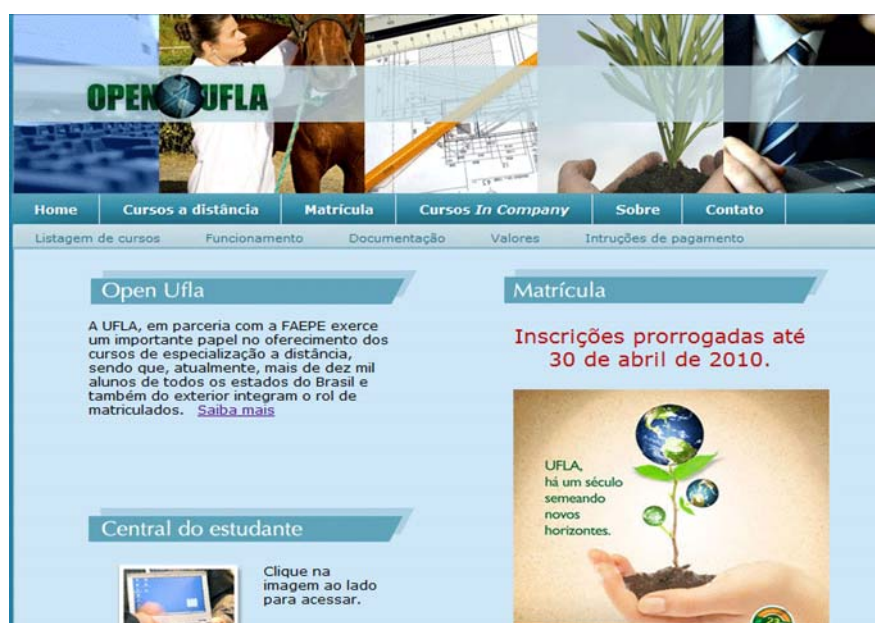 OPEN UFLA
Home Cursos a distância Matrícula Cursos In Company Sobre Contato
Listagem de cursos Funcionamento Documentação Valores Intruções de pagamento
Open Ufla
A UFLA, em parceria com a FAEPE exerce
um importante papel no oferecimento dos
cursos de especialização a distância,
sendo que, atualmente, mais de dez mil
alunos de todos os estados do Brasil e
também do exterior integram o rol de
matriculados. Saiba mais
Central do estudante
Clique na
imagem ao lado
para acessar.
Matrícula
Inscrições prorrogadas até
30 de abril de 2010.
UFLA,
há um século
semeando
novos
horizontes.